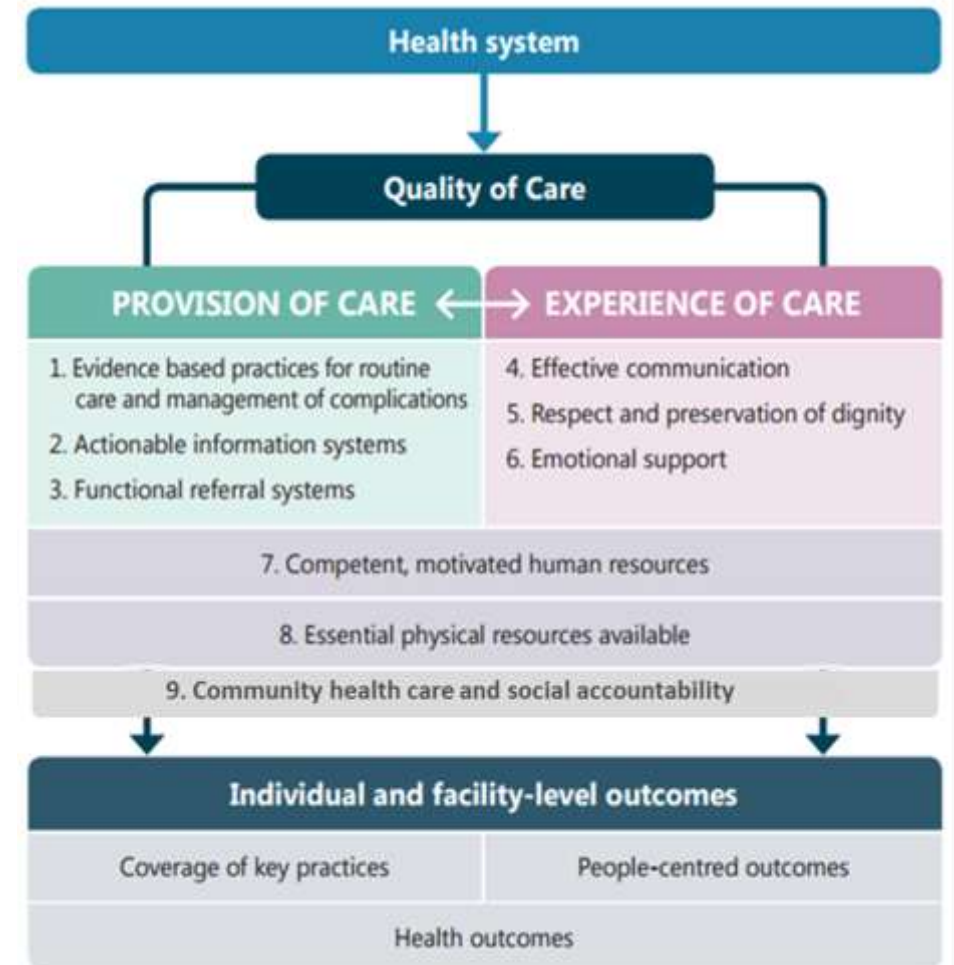 Health system
Quality of Care
PROVISION OF CARE
EXPERIENCE OF CARE
1. Evidence based practices for routine
care and management of complications
2. Actionable information systems
3. Functional referral systems
4. Effective communication
5. Respect and preservation of dignity
6. Emotional support
7. Competent, motivated human resources
8. Essential physical resources available
9. Community health care and social accountability
Individual and facility-level outcomes
Coverage of key practices
People-centred outcomes
Health outcomes